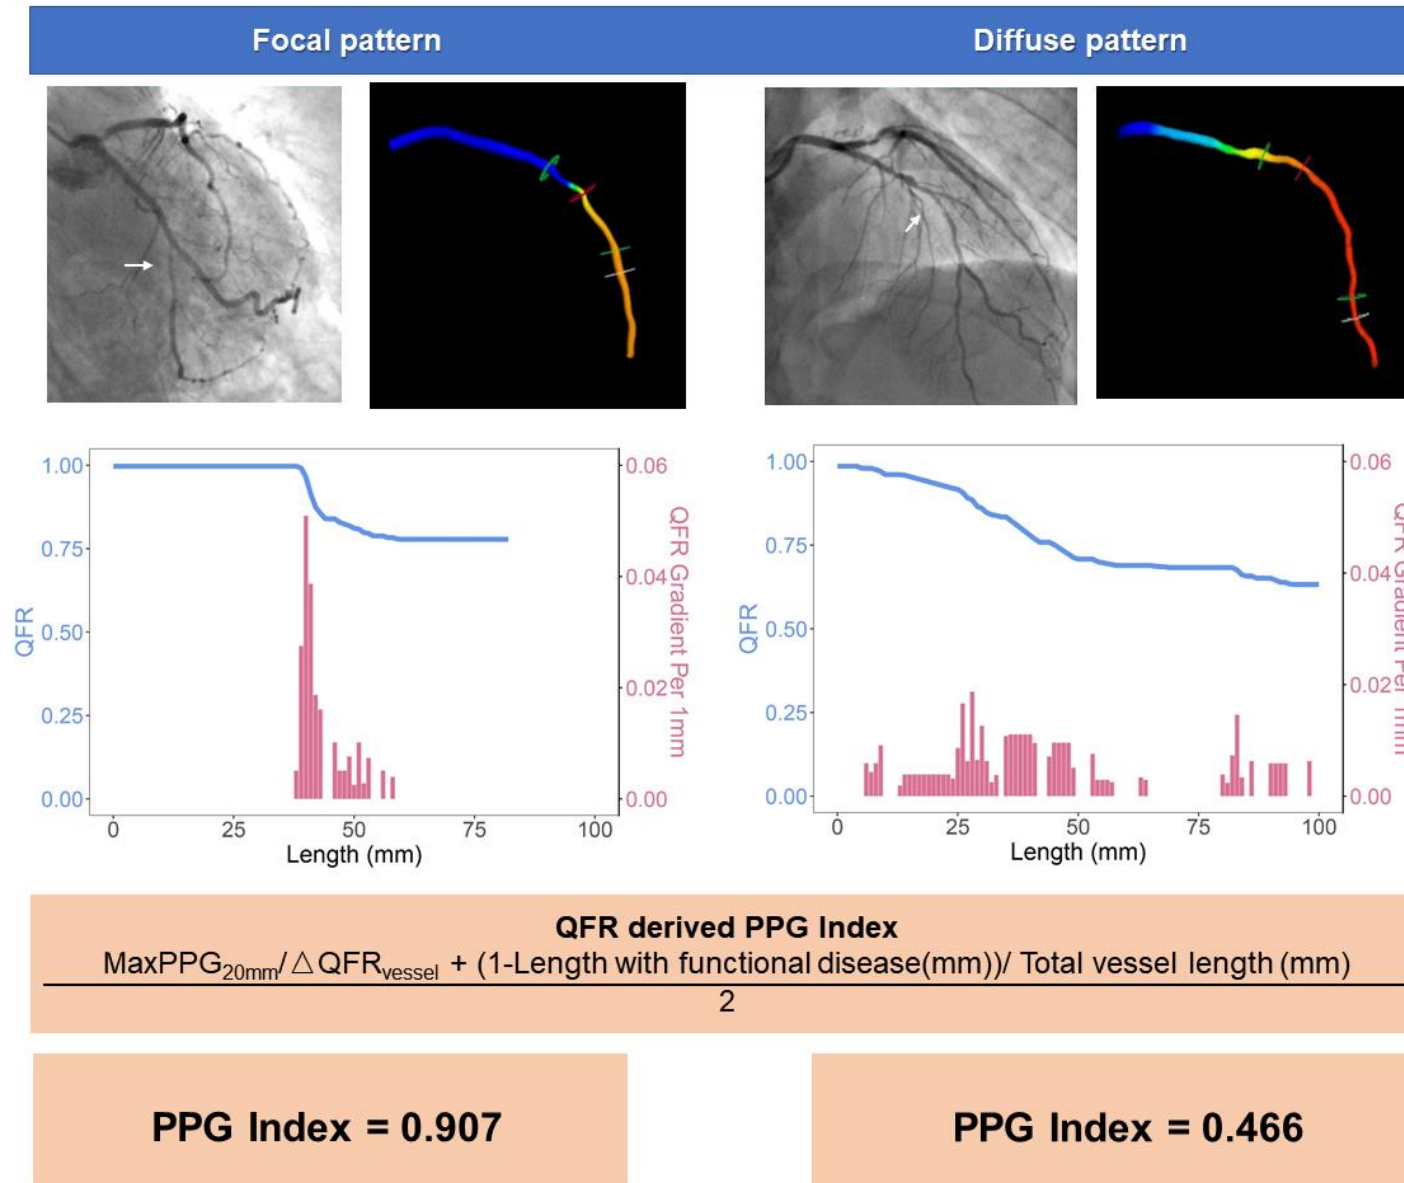 Focal pattern
Diffuse pattern
1.00
0.75
0.50
0.25
0.00
QFR
0.06
0.04
0.02
0.00
QFR Gradient Per 1mm
0 25 50 75 100
Length (mm)
1.00
0.75
0.50
0.25
0.00
QFR
0.06
0.04
0.02
0.00
QFR Gradient Per 1mm
0 25 50 75 100
Length (mm)
QFR derived PPG Index
MaxPPG20mm/△QFRvessel + (1-Length with functional disease(mm))/ Total vessel length (mm)
2
PPG Index = 0.907
PPG Index = 0.466